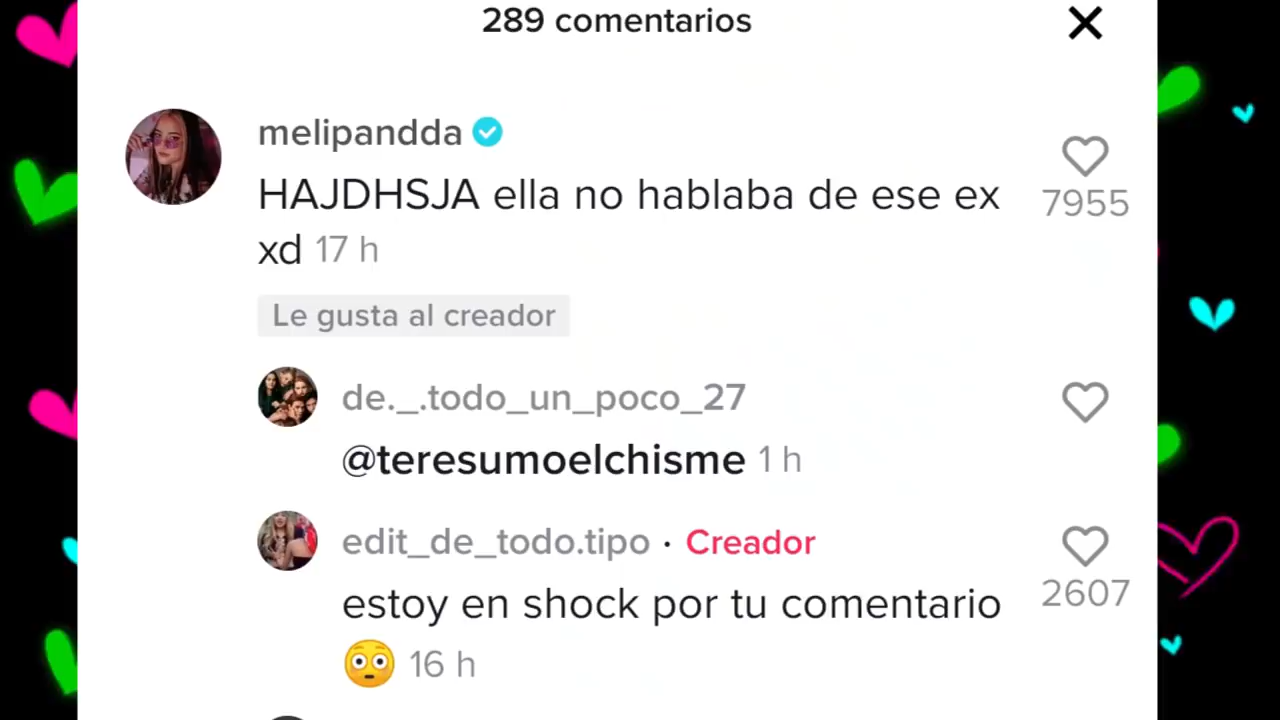 289 comentarios
melipandda
HAJDHSJA ella no hablaba de ese ex
7955
xd 17 h
Le gusta al creador
de._.todo_un_poco_27
@teresumoelchisme 1 h
edit_de_todo.tipo · Creador
estoy en shock por tu comentario
2607
😳 16 h